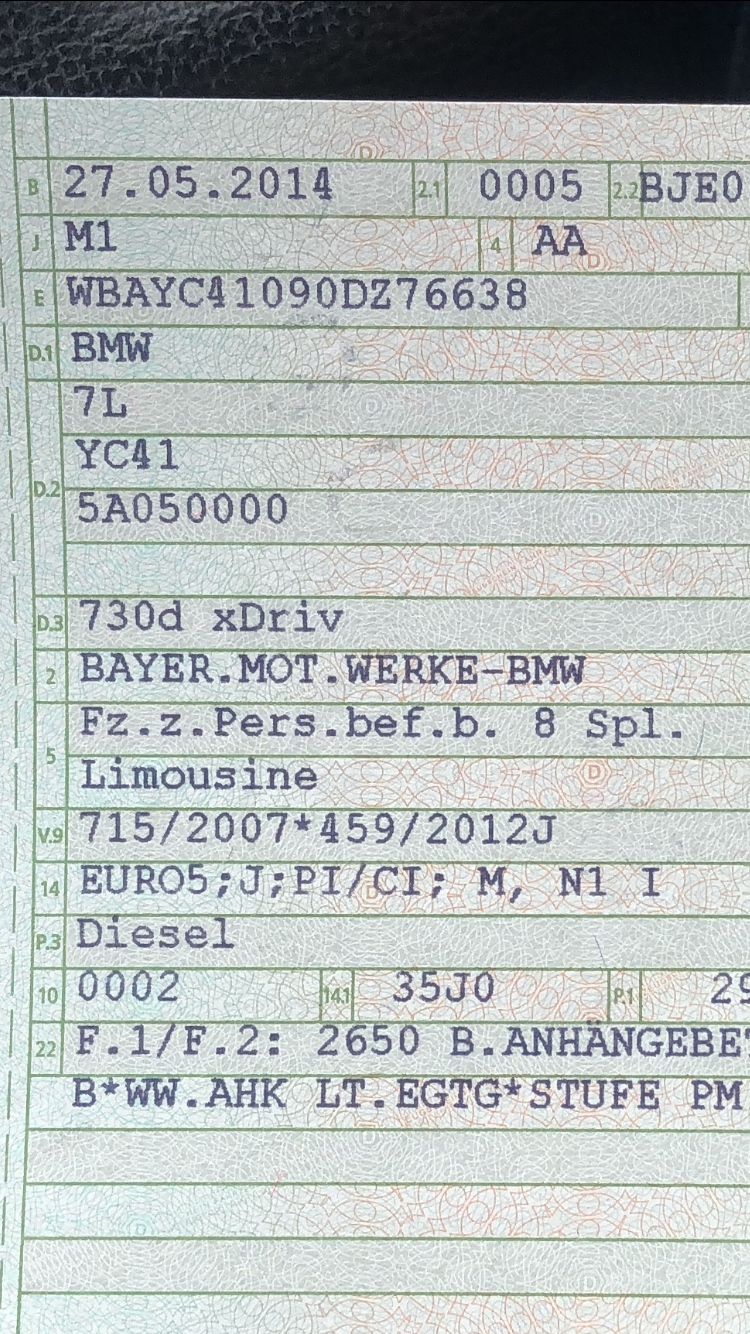 B 27.05.2014 2.1 0005 2.2 BJE0
J M1 4 AA
E WBAYC41090DZ76638
D.1 BMW
7L
YC41
D.2
5A050000
D.3 730d xDriv
2 BAYER.MOT.WERKE-BMW
Fz.z.Pers.bef.b. 8 Spl.
5
Limousine
V.9 715/2007*459/2012J
14 EURO5;J;PI/CI; M, N1 I
P.3 Diesel
10 0002 14.1 35J0 P.1 29
22 F.1/F.2: 2650 B.ANHÄNGEBE
B*WW.AHK LT.EGTG*STUFE PM